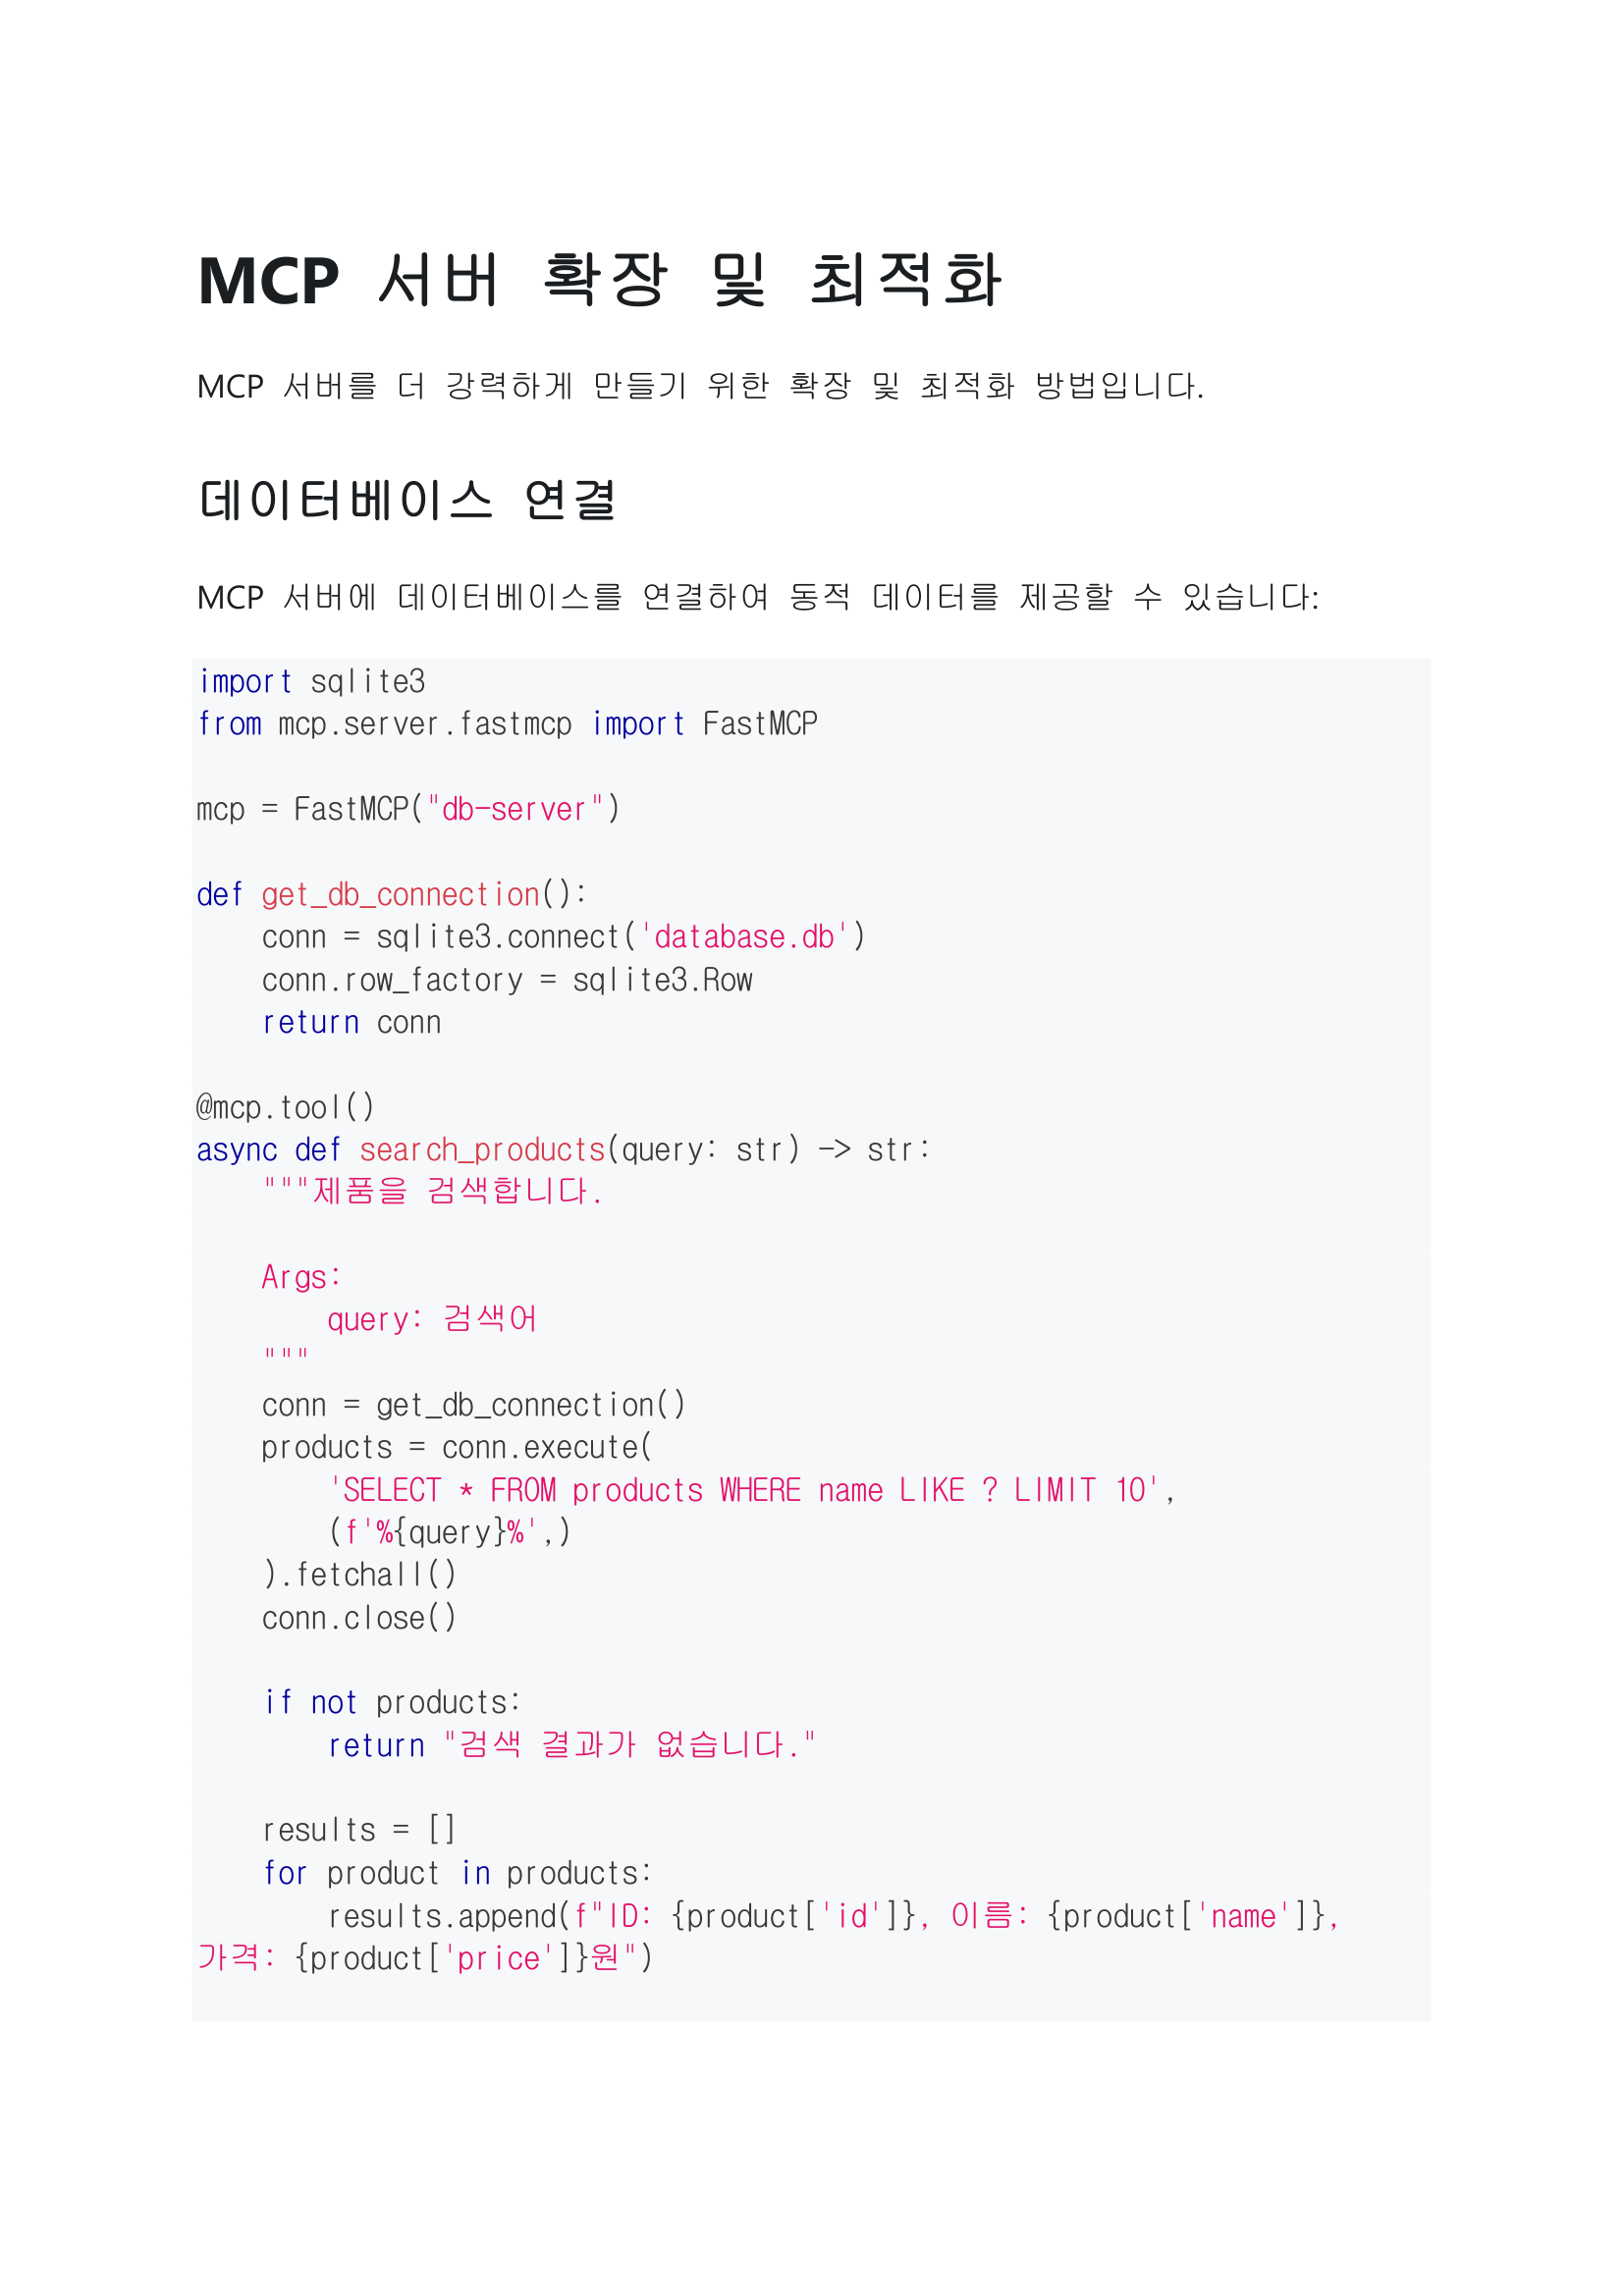 MCP 서버 확장 및 최적화
MCP 서버를 더 강력하게 만들기 위한 확장 및 최적화 방법입니다.
데이터베이스 연결
MCP 서버에 데이터베이스를 연결하여 동적 데이터를 제공할 수 있습니다:
import sqlite3
from mcp.server.fastmcp import FastMCP

mcp = FastMCP("db-server")

def get_db_connection():
    conn = sqlite3.connect('database.db')
    conn.row_factory = sqlite3.Row
    return conn

@mcp.tool()
async def search_products(query: str) -> str:
    """제품을 검색합니다.

    Args:
        query: 검색어
    """
    conn = get_db_connection()
    products = conn.execute(
        'SELECT * FROM products WHERE name LIKE ? LIMIT 10',
        (f'%{query}%',)
    ).fetchall()
    conn.close()

    if not products:
        return "검색 결과가 없습니다."

    results = []
    for product in products:
        results.append(f"ID: {product['id']}, 이름: {product['name']},
가격: {product['price']}원")